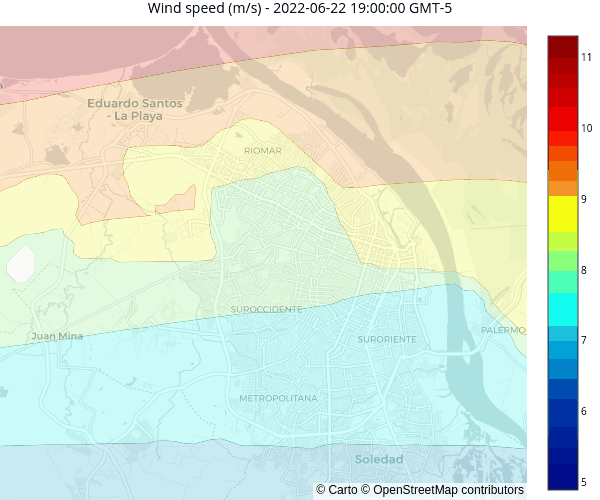 Wind speed (m/s) - 2022-06-22 19:00:00 GMT-5
Eduardo Santos
- La Playa
RIOMAR
SUROCCIDENTE
Juan Mina
SURORIENTE
PALERMO
METROPOLITANA
Soledad
© Carto © OpenStreetMap contributors
11
10
9
8
7
6
5